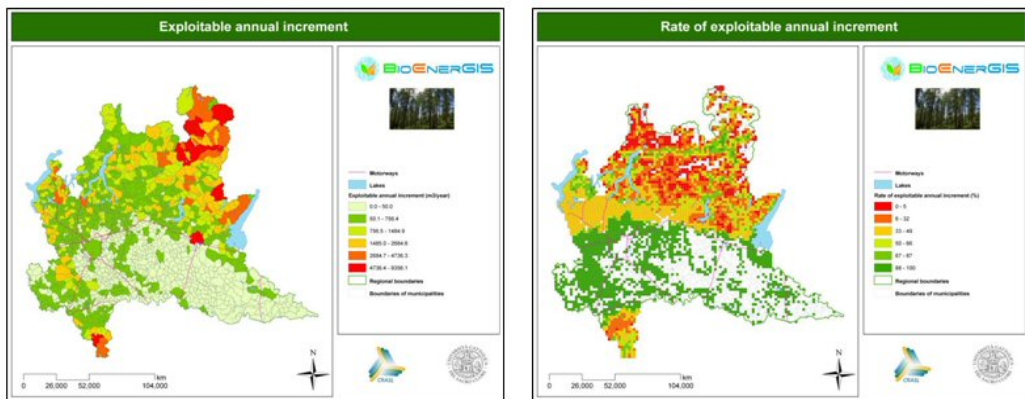 Exploitable annual increment
BIOENERGIS
Motorways
Lakes
Exploitable annual increment (m3/year)
0.0 - 50.0
50.1 - 756.4
756.5 - 1484.9
1485.0 - 2684.6
2684.7 - 4736.3
4736.4 - 9398.1
Regional boundaries
Boundaries of municipalities
N
km
0 26,000 52,000 104,000
CRASL
Rate of exploitable annual increment
BIOENERGIS
Motorways
Lakes
Rate of exploitable annual increment (%)
0 - 5
6 - 32
33 - 49
50 - 66
67 - 87
88 - 100
Regional boundaries
Boundaries of municipalities
N
km
0 26,000 52,000 104,000
CRASL